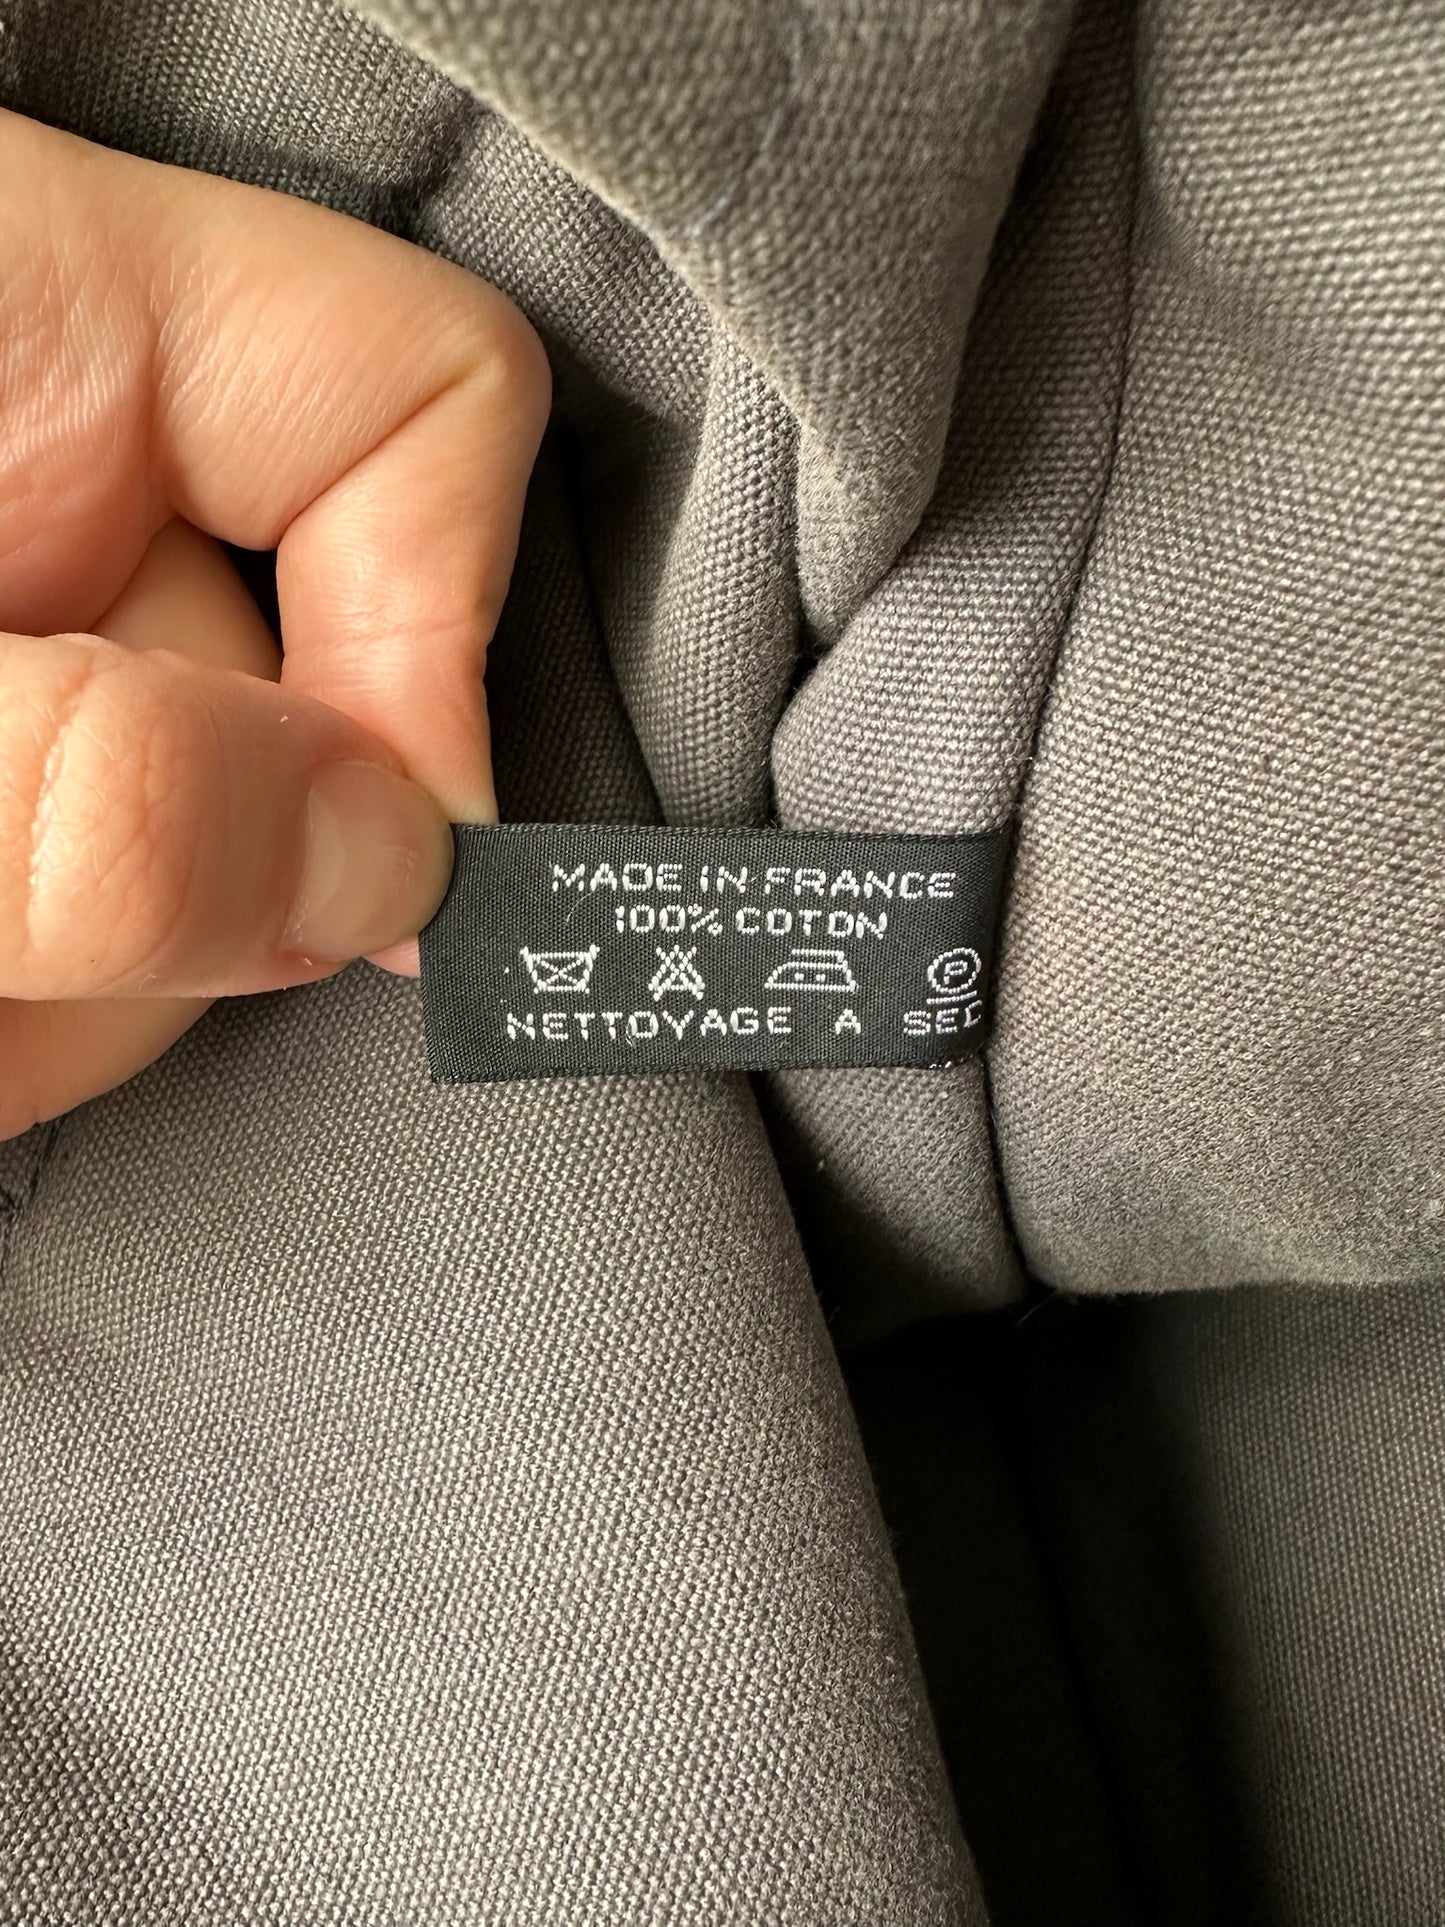 MADE IN FRANCE
100% COTON
P
NETTOYAGE A SEC